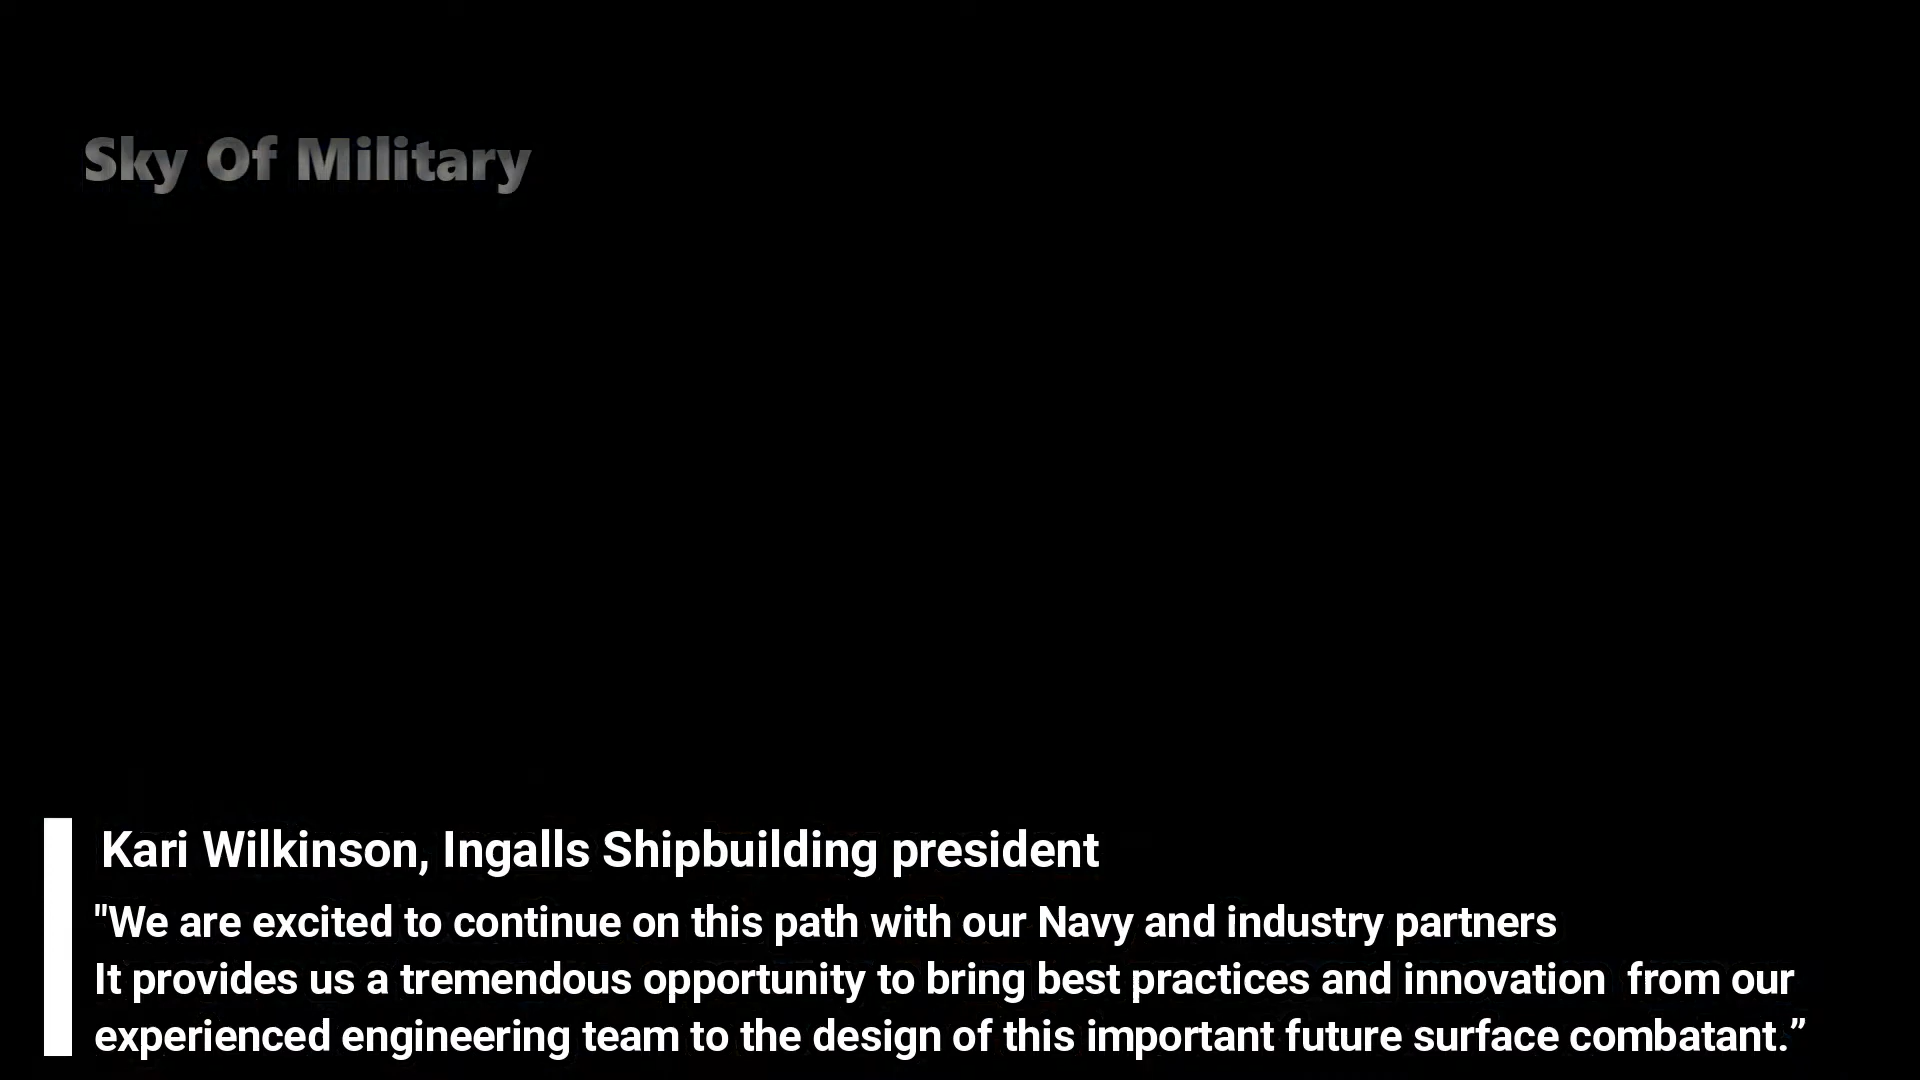 Sky Of Military
Kari Wilkinson, Ingalls Shipbuilding president
"We are excited to continue on this path with our Navy and industry partners
It provides us a tremendous opportunity to bring best practices and innovation  from our
experienced engineering team to the design of this important future surface combatant.”